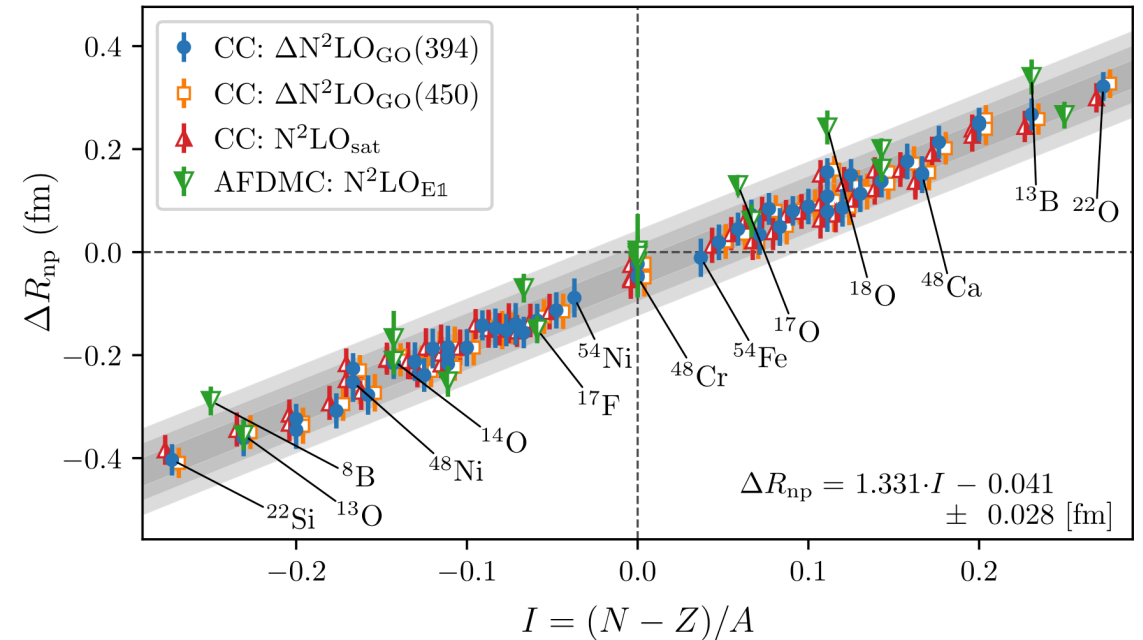 CC: ΔN²LO_GO(394)
CC: ΔN²LO_GO(450)
CC: N²LO_sat
AFDMC: N²LO_E𝟙
ΔR_np (fm)
0.4
0.2
0.0
−0.2
−0.4
¹³B
²²O
⁴⁸Ca
¹⁸O
¹⁷O
⁵⁴Fe
⁴⁸Cr
⁵⁴Ni
¹⁷F
¹⁴O
⁴⁸Ni
⁸B
¹³O
²²Si
ΔR_np = 1.331·I − 0.041
± 0.028 [fm]
−0.2 −0.1 0.0 0.1 0.2
I = (N − Z)/A